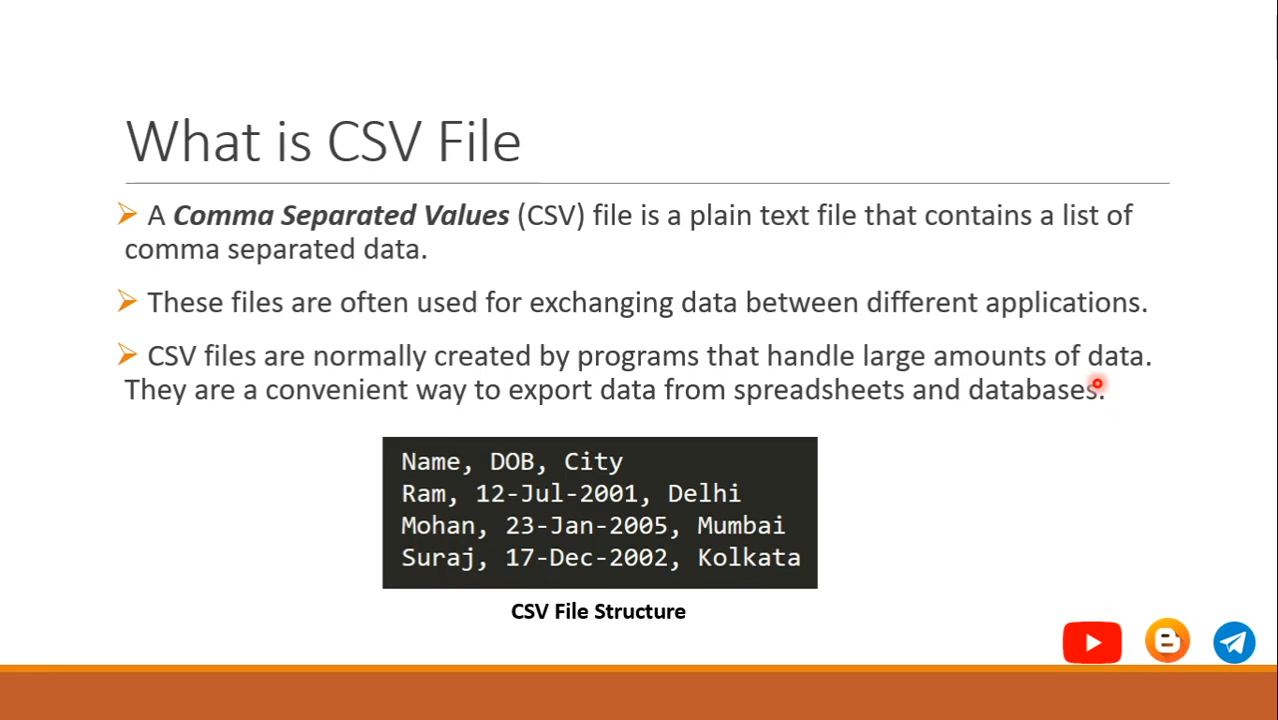 What is CSV File
A Comma Separated Values (CSV) file is a plain text file that contains a list of
comma separated data.
These files are often used for exchanging data between different applications.
CSV files are normally created by programs that handle large amounts of data.
They are a convenient way to export data from spreadsheets and databases.
Name, DOB, City
Ram, 12-Jul-2001, Delhi
Mohan, 23-Jan-2005, Mumbai
Suraj, 17-Dec-2002, Kolkata
CSV File Structure